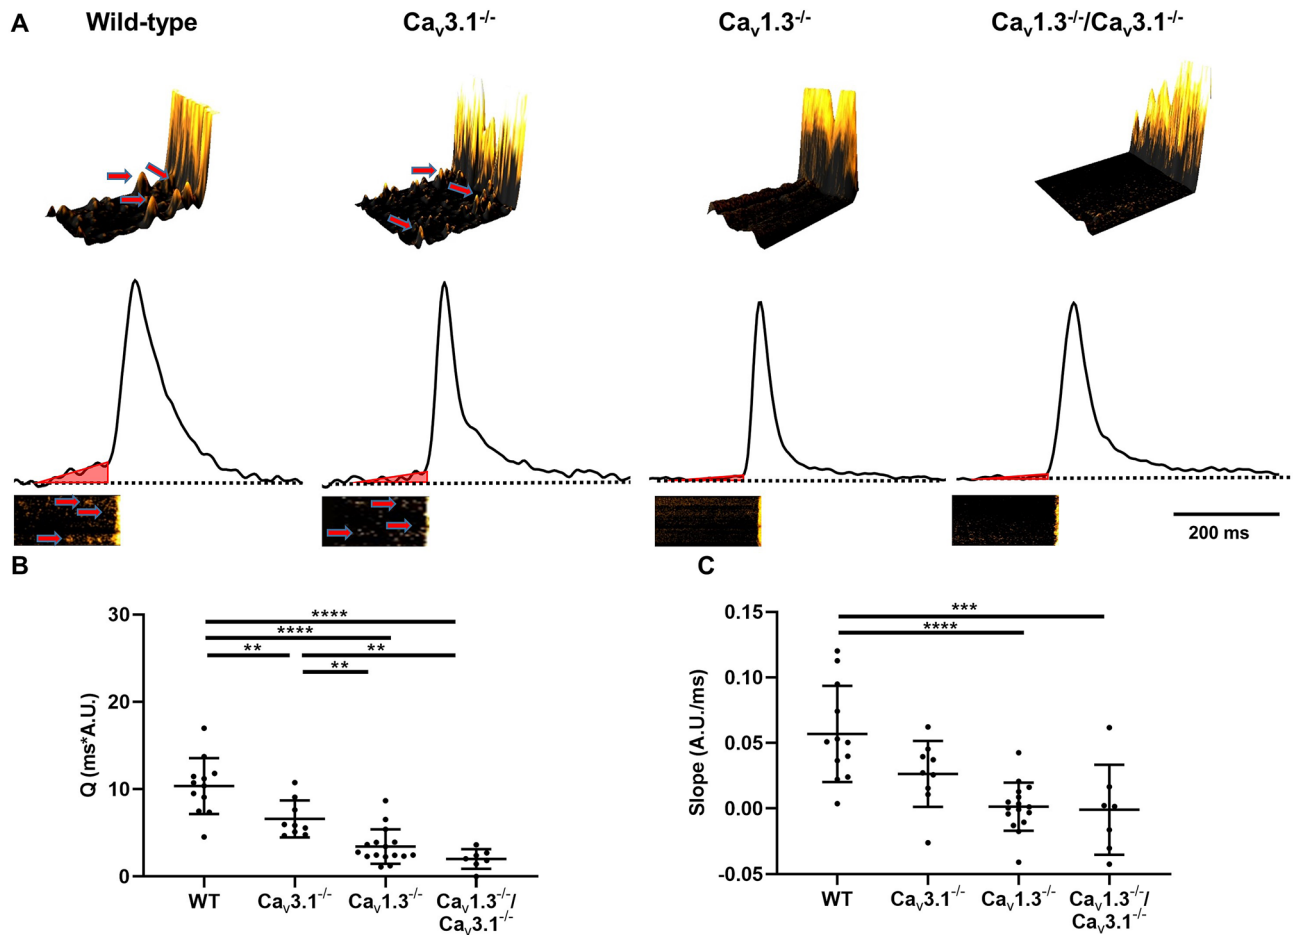 A Wild-type Caᵥ3.1⁻/⁻ Caᵥ1.3⁻/⁻ Caᵥ1.3⁻/⁻/Caᵥ3.1⁻/⁻
200 ms
B
30
20
10
0
Q (ms*A.U.)
****
****
** **
**
WT Caᵥ3.1⁻/⁻ Caᵥ1.3⁻/⁻ Caᵥ1.3⁻/⁻/
Caᵥ3.1⁻/⁻
C
0.15
0.10
0.05
0.00
-0.05
Slope (A.U./ms)
***
****
WT Caᵥ3.1⁻/⁻ Caᵥ1.3⁻/⁻ Caᵥ1.3⁻/⁻/
Caᵥ3.1⁻/⁻